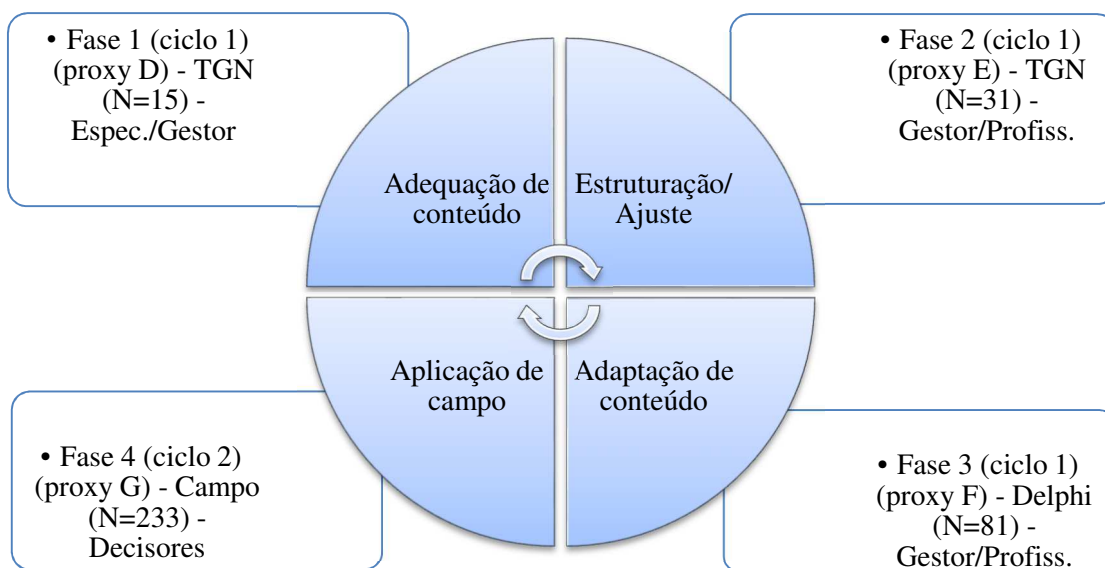 • Fase 1 (ciclo 1)
(proxy D) - TGN
(N=15) -
Espec./Gestor
• Fase 2 (ciclo 1)
(proxy E) - TGN
(N=31) -
Gestor/Profiss.
Adequação de
conteúdo
Estruturação/
Ajuste
Aplicação de
campo
Adaptação de
conteúdo
• Fase 4 (ciclo 2)
(proxy G) - Campo
(N=233) -
Decisores
• Fase 3 (ciclo 1)
(proxy F) - Delphi
(N=81) -
Gestor/Profiss.